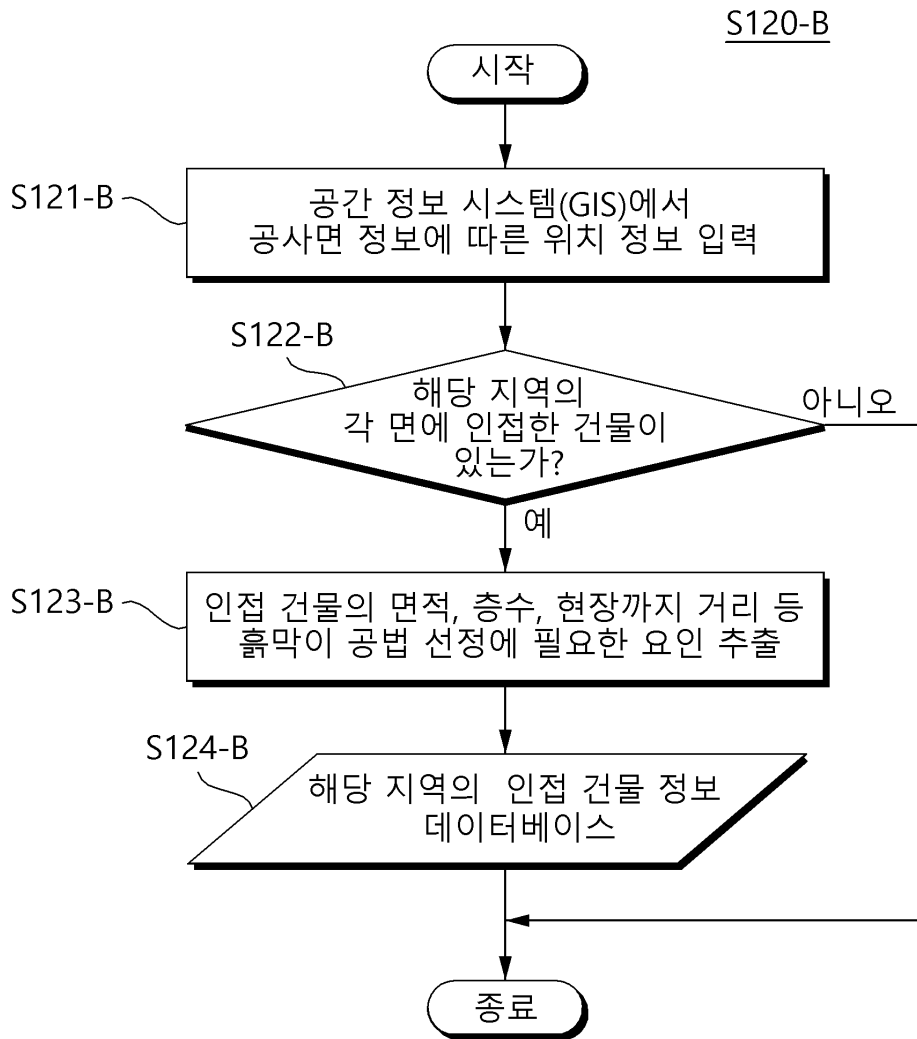 S120-B
시작
S121-B
공간 정보 시스템(GIS)에서
공사면 정보에 따른 위치 정보 입력
S122-B
해당 지역의
각 면에 인접한 건물이
있는가?
아니오
예
S123-B
인접 건물의 면적, 층수, 현장까지 거리 등
흙막이 공법 선정에 필요한 요인 추출
S124-B
해당 지역의 인접 건물 정보
데이터베이스
종료